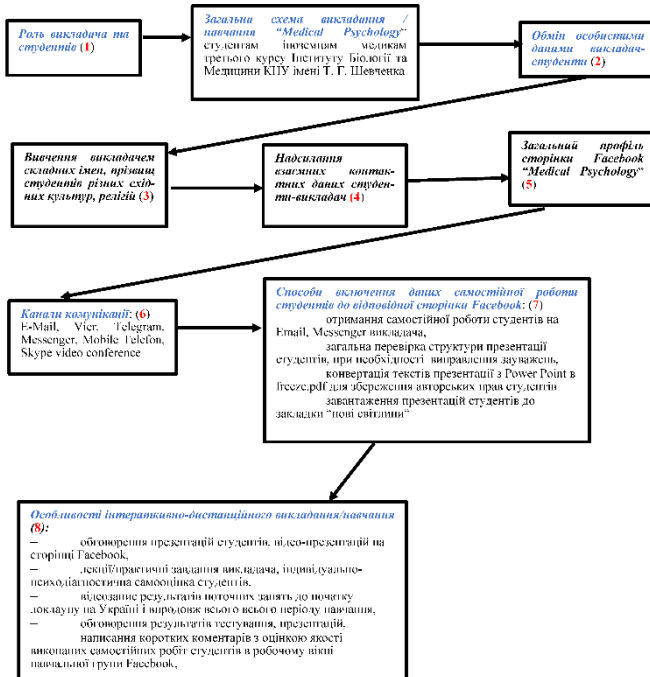 Роль викладача та
студентів (1)
Загальна схема викладання /
навчання “Medical Psychology”
студентам іноземцям медикам
третього курсу Інституту Біології та
Медицини КНУ імені Т. Г. Шевченка
Обмін особистими
даними викладач-
студенти (2)
Вивчення викладачем
складних імен, прізвищ
студентів різних схід-
них культур, релігій (3)
Надсилання
взаємних контак-
тних даних студен-
ти-викладач (4)
Загальний профіль
сторінки Facebook
“Medical Psychology”
(5)
Канали комунікації: (6)
E-Mail, Vier, Telegram,
Messenger, Mobile Telefon,
Skype video conference
Способи включення даних самостійної роботи
студентів до відповідної сторінки Facebook: (7)
отримання самостійної роботи студентів на
Email, Messenger викладача,
загальна перевірка структури презентації
студентів, при необхідності виправлення зауважень,
конвертація текстів презентації з Power Point в
freeze.pdf для збереження авторських прав студентів
завантаження презентацій студентів до
закладки “нові світлини”
Особливості інтеративно-дистанційного викладання/навчання
(8):
– обговорення презентацій студентів, відео-презентацій на
сторінці Facebook,
– лекції/практичні завдання викладача, індивідуально-
психодіагностична самооцінка студентів.
– відеозапис результатів поточних занять до початку
локдауну на Україні і впродовж всього всього періоду навчання,
– обговорення результатів тестування, презентацій,
написання коротких коментарів з оцінкою якості
виконаних самостійних робіт студентів в робочому вікні
навчальної групи Facebook,